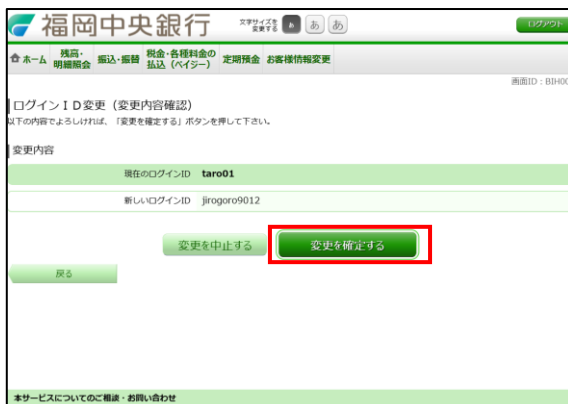 福岡中央銀行 文字サイズを変更する あ あ あ ログアウト
ホーム 残高・明細照会 振込・振替 税金・各種料金の払込（ペイジー） 定期預金 お客様情報変更
画面ID：BIH00
ログインＩＤ変更（変更内容確認）
以下の内容でよろしければ、「変更を確定する」ボタンを押して下さい。
変更内容
現在のログインID taro01
新しいログインID jirogoro9012
変更を中止する 変更を確定する
戻る
本サービスについてのご相談・お問い合わせ